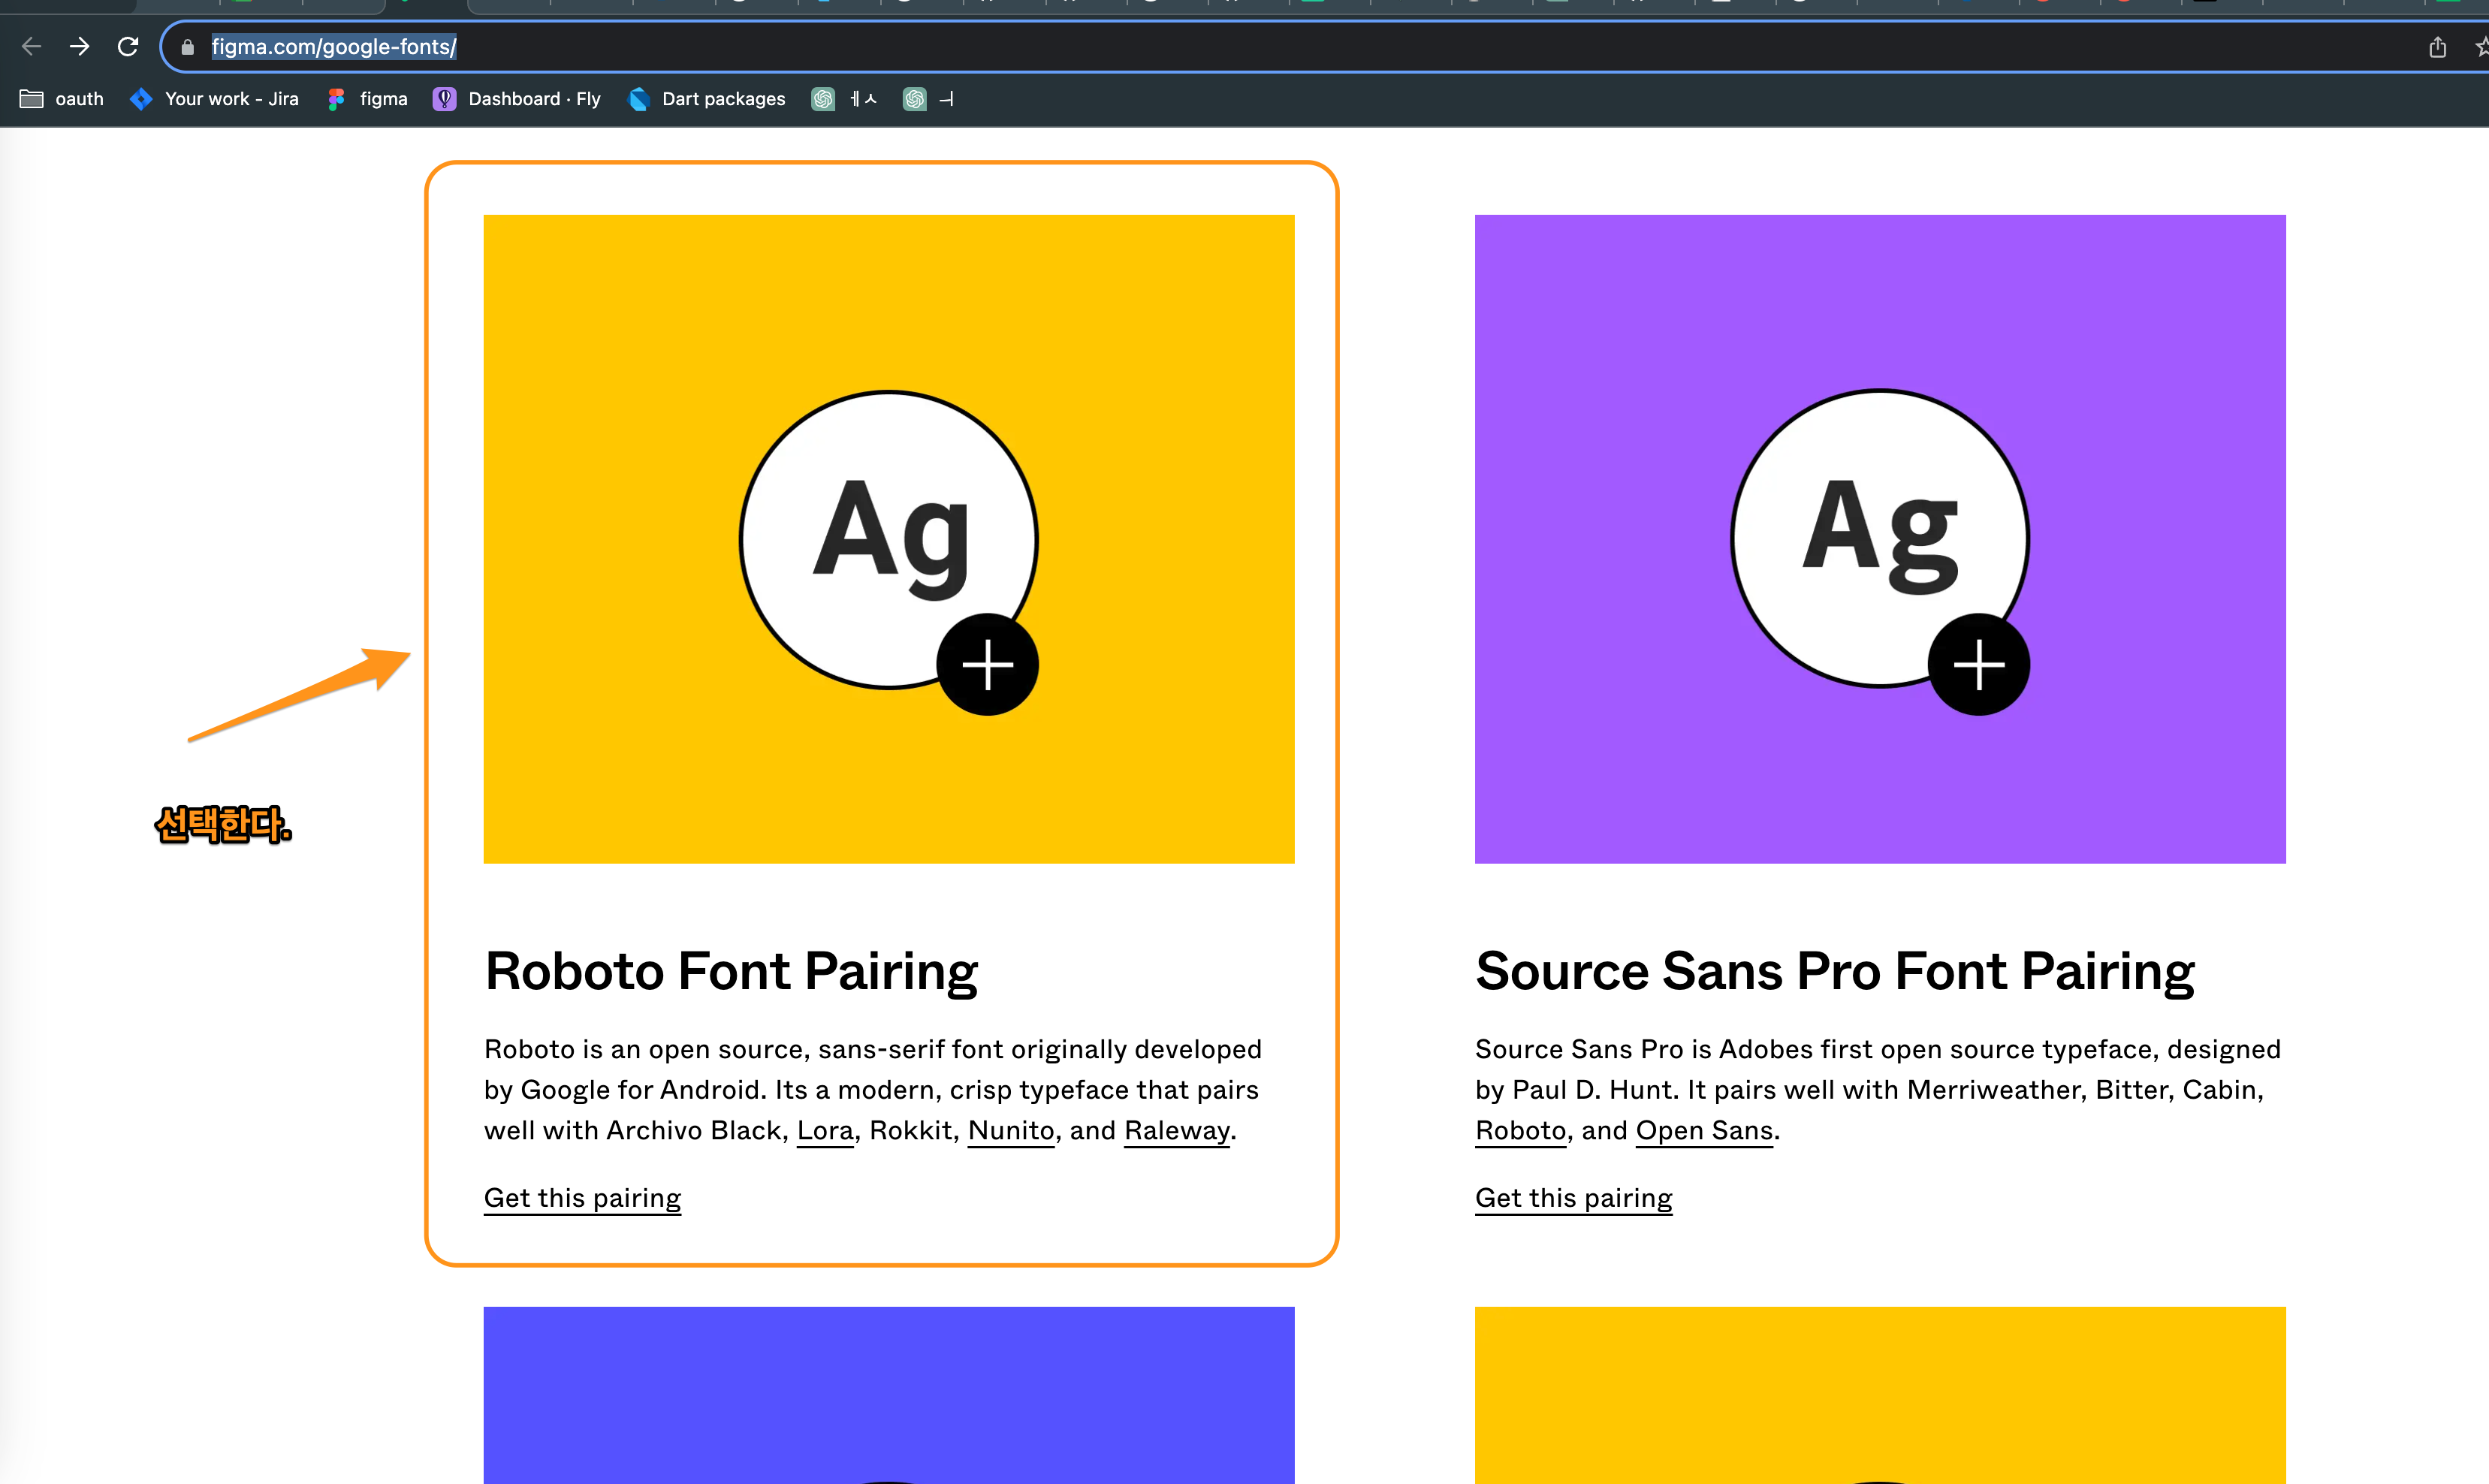 figma.com/google-fonts/
oauth
Your work - Jira
figma
Dashboard · Fly
Dart packages
ㅔㅅ
ㅢ
Ag
Ag
선택한다.
Roboto Font Pairing
Roboto is an open source, sans-serif font originally developed
by Google for Android. Its a modern, crisp typeface that pairs
well with Archivo Black, Lora, Rokkit, Nunito, and Raleway.
Get this pairing
Source Sans Pro Font Pairing
Source Sans Pro is Adobes first open source typeface, designed
by Paul D. Hunt. It pairs well with Merriweather, Bitter, Cabin,
Roboto, and Open Sans.
Get this pairing